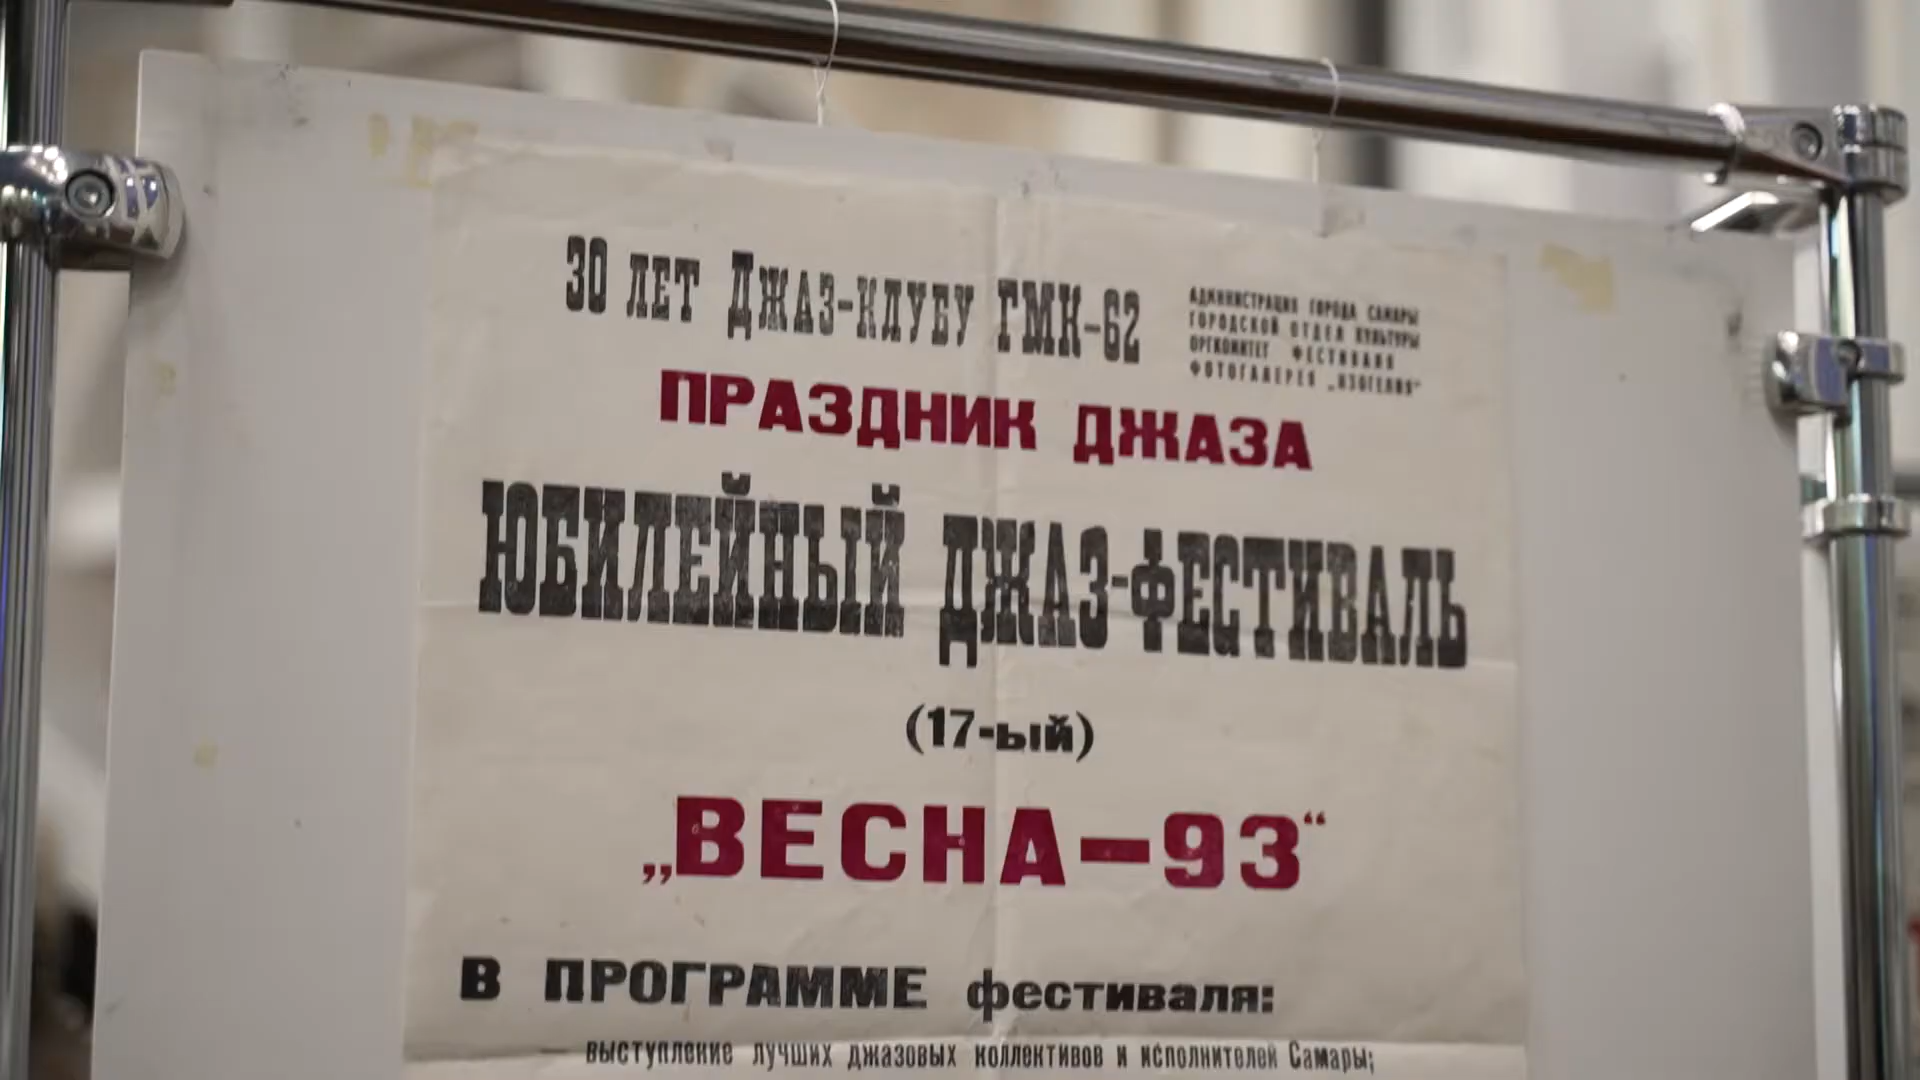 30 ЛЕТ ДЖАЗ-КЛУБУ ГМК-62
АДМИНИСТРАЦИЯ ГОРОДА САМАРЫ
ГОРОДСКОЙ ОТДЕЛ КУЛЬТУРЫ
ОРГКОМИТЕТ ФЕСТИВАЛЯ
ФОТОГАЛЕРЕЯ „ИЗОГЕЛИЯ“
ПРАЗДНИК ДЖАЗА
ЮБИЛЕЙНЫЙ ДЖАЗ-ФЕСТИВАЛЬ
(17-ый)
„ВЕСНА—93“
В ПРОГРАММЕ фестиваля:
— выступление лучших джазовых коллективов и исполнителей Самары;